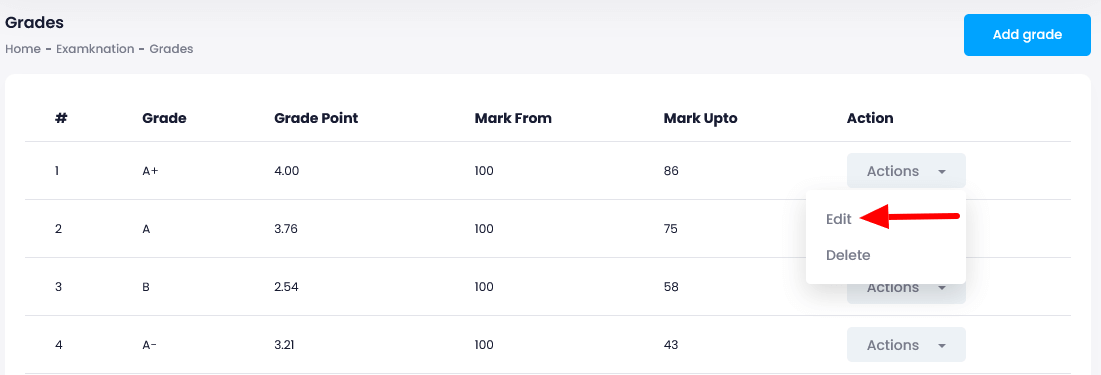 Grades
Add grade
Home - Examknation - Grades
# Grade Grade Point Mark From Mark Upto Action
1 A+ 4.00 100 86 Actions
Edit
2 A 3.76 100 75
Delete
3 B 2.54 100 58 Actions
4 A- 3.21 100 43 Actions